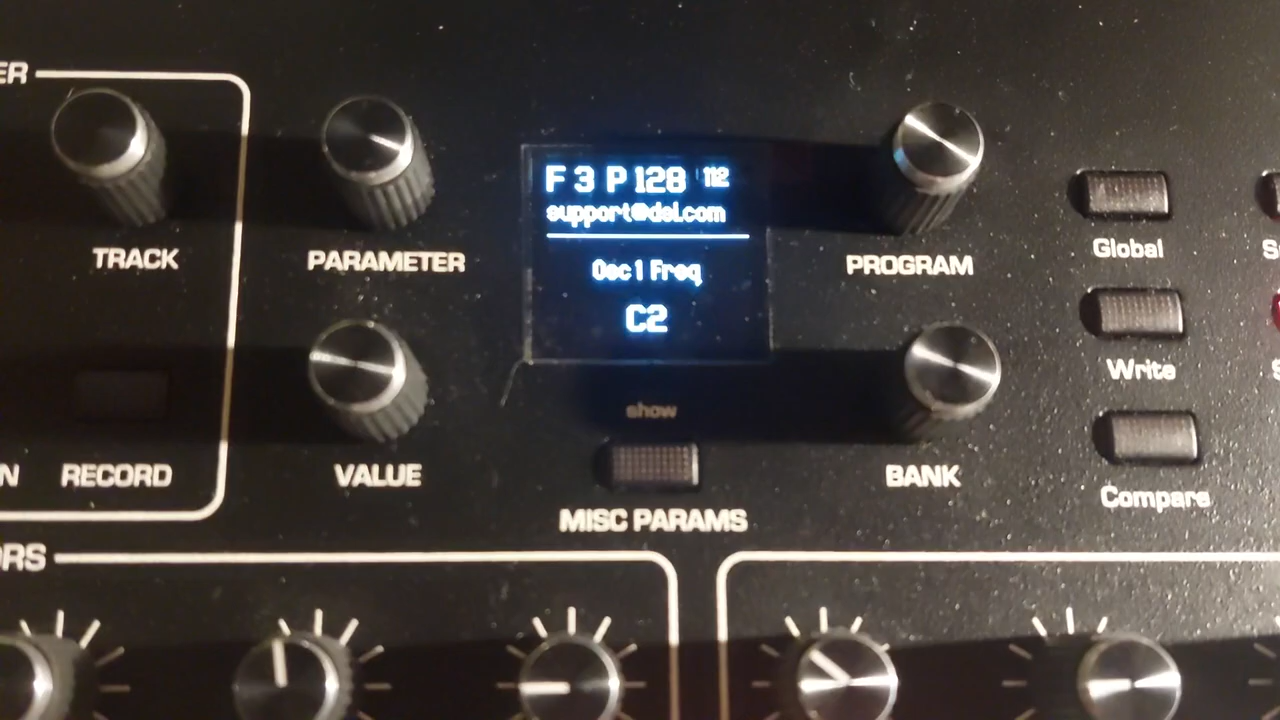 ER
TRACK
PARAMETER
F 3 P 128 112
support@dsi.com
Osc 1 Freq
C2
PROGRAM
Global
S
Write
S
show
N RECORD
VALUE
BANK
Compare
MISC PARAMS
ORS